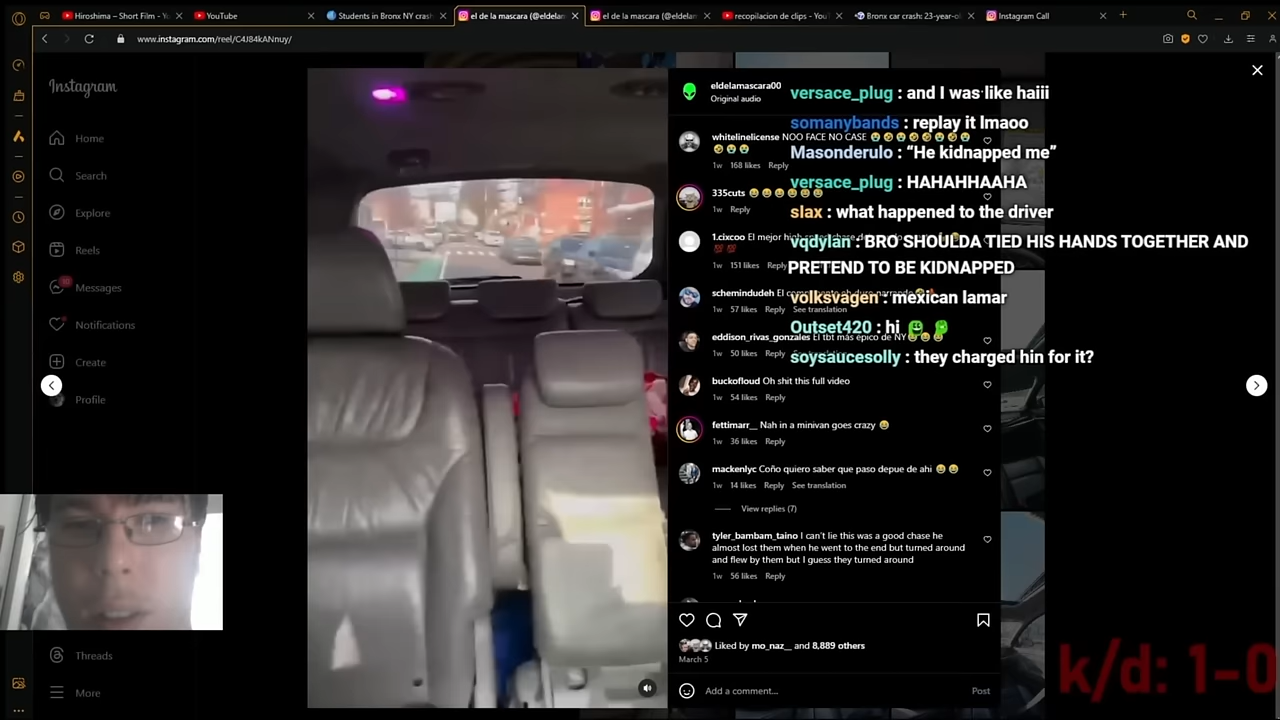 Hiroshima – Short Film - Y
YouTube
Students in Bronx NY crash
el de la mascara (@eldelam
el de la mascara (@eldelam
recopilacion de clips - YouT
Bronx car crash: 23-year-ol
Instagram Call
www.instagram.com/reel/C4J84kANnuy/
Instagram
Home
Search
Explore
Reels
Messages
Notifications
Create
Profile
Threads
More
eldelamascara00
Original audio
whitelinelicense NOO FACE NO CASE 😭🤣😭🤣🤣🤣😭
🤣😭😭
1w 168 likes Reply
335cuts 😂😂😂😂😂😂
1w Reply
1.cixcoo El mejor
💯💯
1w 151 likes Reply
schemindudeh El
1w 57 likes Reply See translation
eddison_rivas_gonzales El tbt más épico de NY
1w 50 likes Reply
buckofloud Oh shit this full video
1w 54 likes Reply
fettimarr__ Nah in a minivan goes crazy 😂
1w 36 likes Reply
mackenlyc Coño quiero saber que paso depue de ahi 😂😂
1w 14 likes Reply See translation
View replies (7)
tyler_bambam_taino I can't lie this was a good chase he
almost lost them when he went to the end but turned around
and flew by them but I guess they turned around
1w 56 likes Reply
Liked by mo_naz__ and 8,889 others
March 5
Add a comment...
Post
versace_plug : and I was like haiii
somanybands : replay it lmaoo
Masonderulo : “He kidnapped me”
versace_plug : HAHAHHAAHA
slax : what happened to the driver
vqdylan : BRO SHOULDA TIED HIS HANDS TOGETHER AND
PRETEND TO BE KIDNAPPED
volksvagen : mexican lamar
Outset420 : hi
soysaucesolly : they charged hin for it?
k/d: 1-0